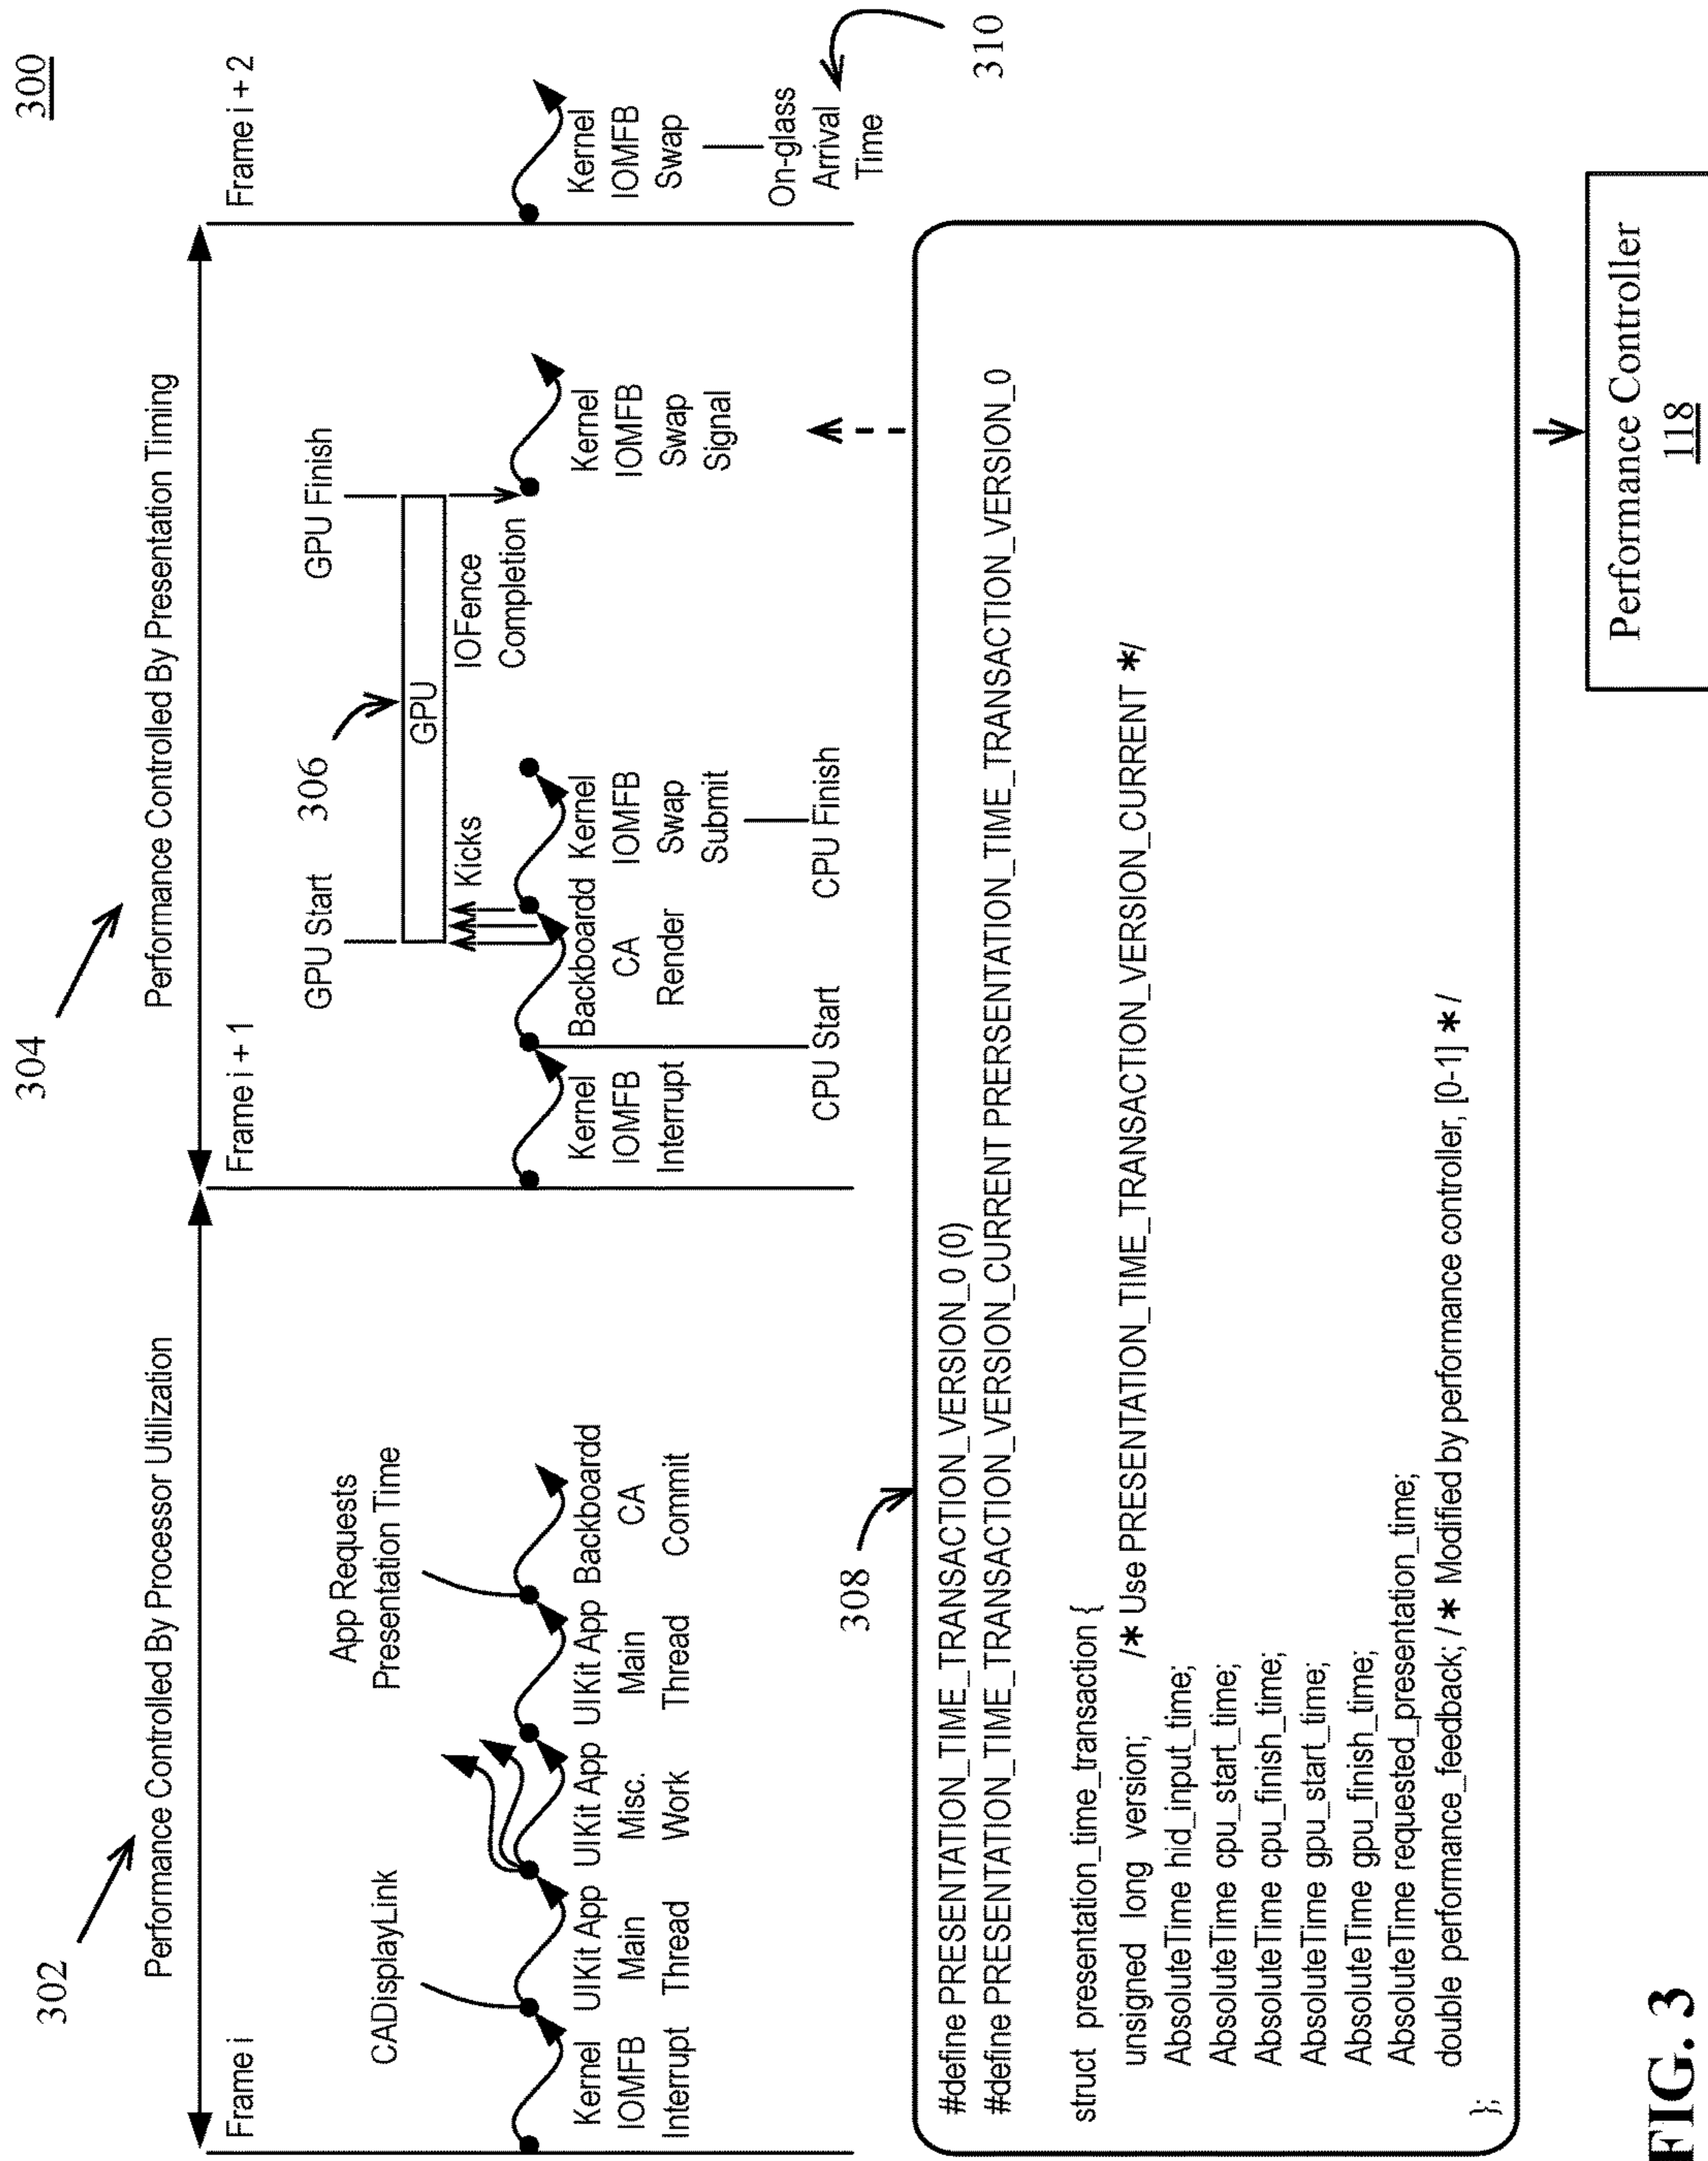 300
302
304
Performance Controlled By Processor Utilization
Performance Controlled By Presentation Timing
Frame i
Frame i + 1
Frame i + 2
CADisplayLink
App Requests
Presentation Time
GPU Start
306
GPU Finish
GPU
Kicks
IOFence
Completion
Kernel
IOMFB
Interrupt
UIKit App
Main
Thread
UIKit App
Misc.
Work
UIKit App
Main
Thread
Backboardd
CA
Commit
Kernel
IOMFB
Interrupt
Backboardd
CA
Render
Kernel
IOMFB
Swap
Submit
Kernel
IOMFB
Swap
Signal
Kernel
IOMFB
Swap
CPU Start
CPU Finish
On-glass
Arrival
Time
310
308
#define PRESENTATION_TIME_TRANSACTION_VERSION_0 (0)
#define PRESENTATION_TIME_TRANSACTION_VERSION_CURRENT PRERSENTATION_TIME_TRANSACTION_VERSION_0
struct presentation_time_transaction {
unsigned long version; /* Use PRESENTATION_TIME_TRANSACTION_VERSION_CURRENT */
AbsoluteTime hid_input_time;
AbsoluteTime cpu_start_time;
AbsoluteTime cpu_finish_time;
AbsoluteTime gpu_start_time;
AbsoluteTime gpu_finish_time;
AbsoluteTime requested_presentation_time;
double performance_feedback; / * Modified by performance controller, [0-1] * /
};
Performance Controller
118
FIG. 3